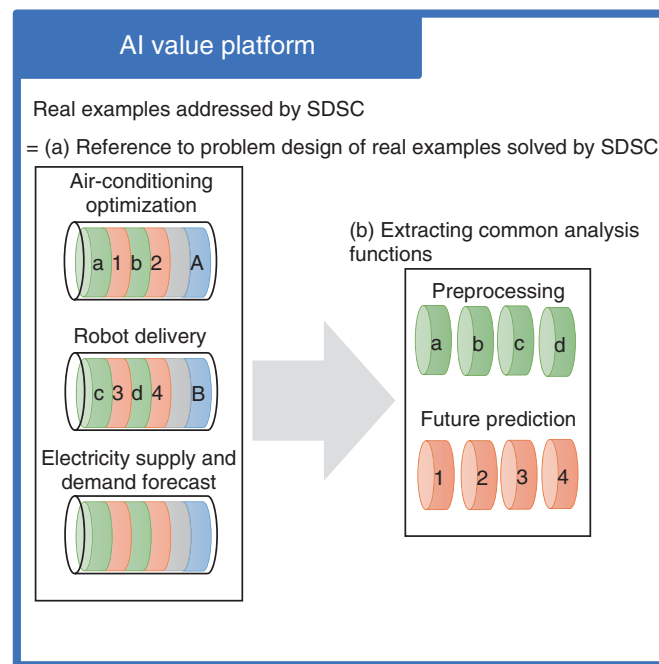 AI value platform
Real examples addressed by SDSC
= (a) Reference to problem design of real examples solved by SDSC
Air-conditioning
optimization
a 1 b 2 A
Robot delivery
c 3 d 4 B
Electricity supply and
demand forecast
(b) Extracting common analysis
functions
Preprocessing
a b c d
Future prediction
1 2 3 4